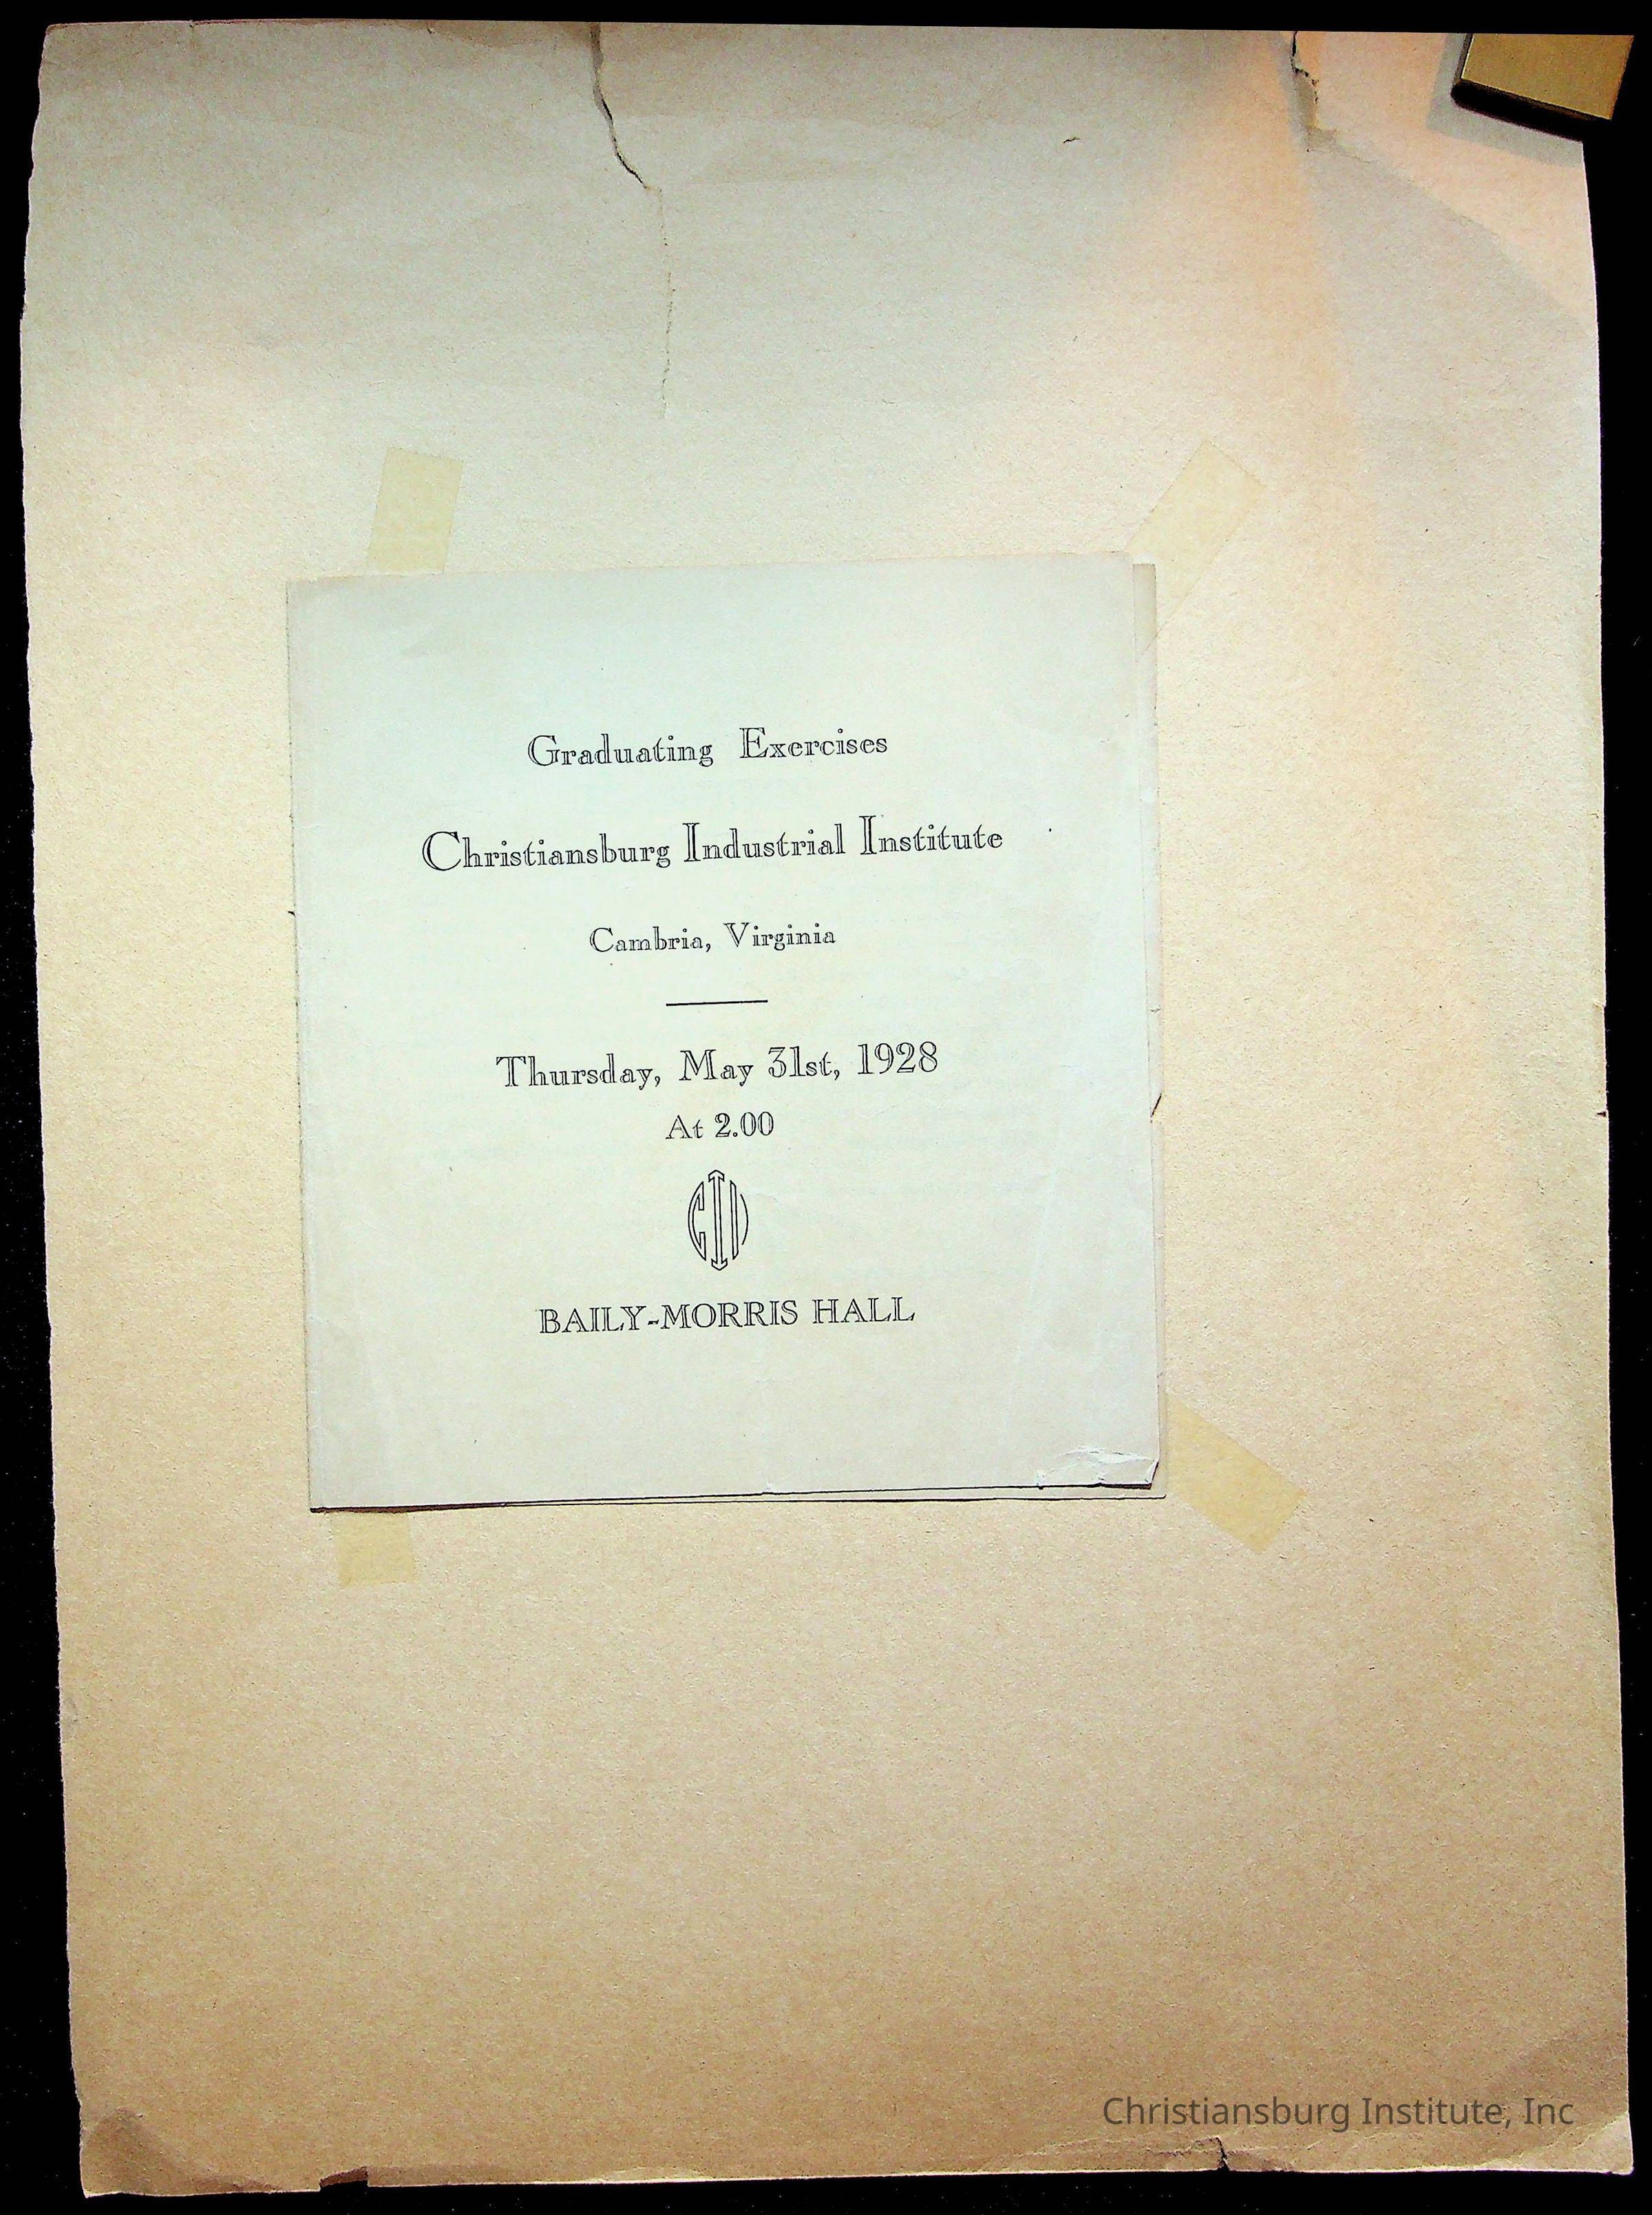 Graduating Exercises
Christiansburg Industrial Institute
Cambria, Virginia
Thursday, May 31st, 1928
At 2.00
CII
BAILY-MORRIS HALL
Christiansburg Institute, Inc